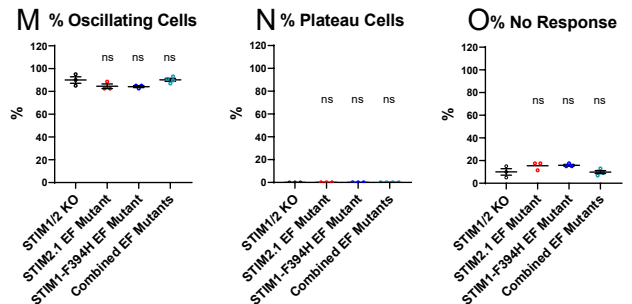 M % Oscillating Cells
120
100
80
60
40
20
0
%
ns ns ns
STIM1/2 KO
STIM2.1 EF Mutant
STIM1-F394H EF Mutant
Combined EF Mutants
N % Plateau Cells
120
100
80
60
40
20
0
%
ns ns ns
STIM1/2 KO
STIM2.1 EF Mutant
STIM1-F394H EF Mutant
Combined EF Mutants
O % No Response
120
100
80
60
40
20
0
%
ns ns ns
STIM1/2 KO
STIM2.1 EF Mutant
STIM1-F394H EF Mutant
Combined EF Mutants